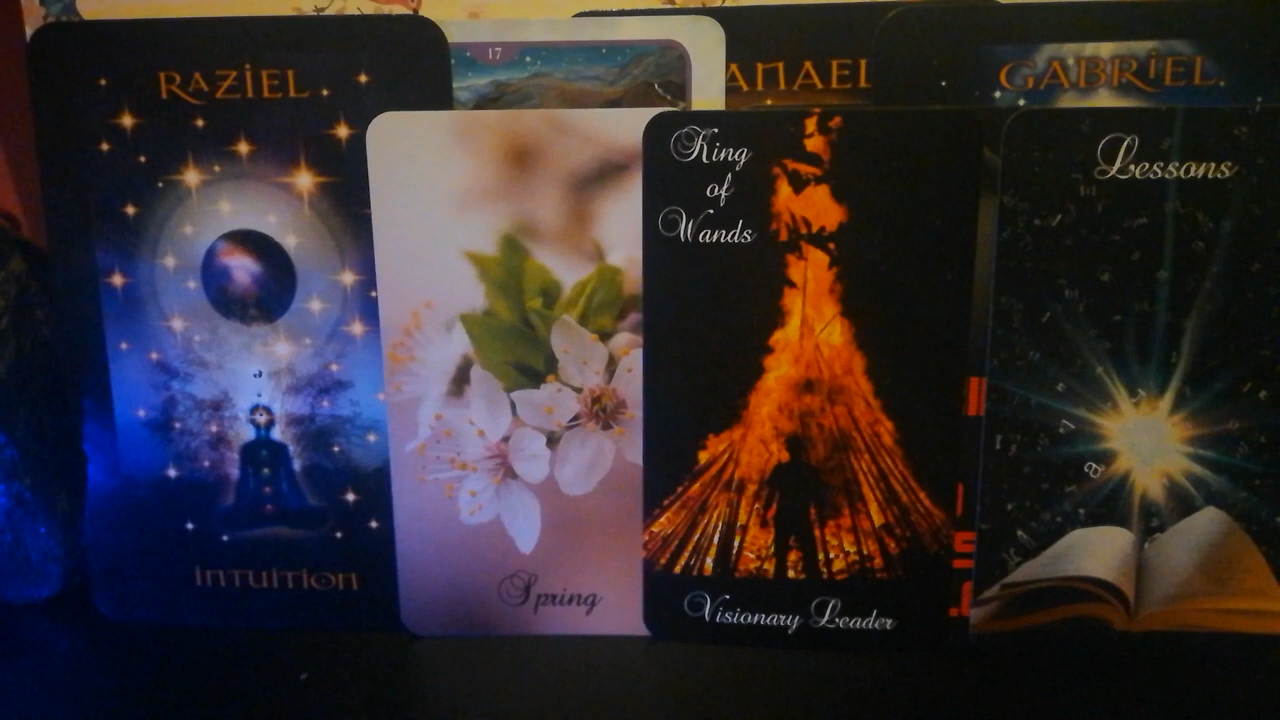 RAZIEL
INTUITION
17
Spring
ANAEL
King
of
Wands
Visionary Leader
GABRIEL
Lessons